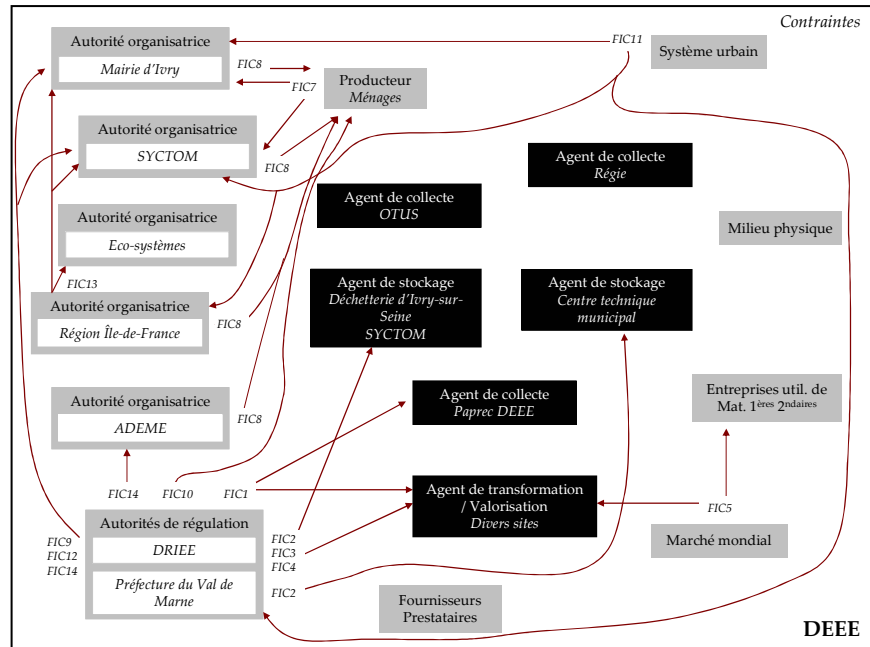 Contraintes
Autorité organisatrice
Mairie d'Ivry
FIC8
FIC7
Producteur
Ménages
FIC11
Système urbain
Autorité organisatrice
SYCTOM
FIC8
Agent de collecte
Régie
Agent de collecte
OTUS
Autorité organisatrice
Eco-systèmes
Milieu physique
FIC13
Autorité organisatrice
Région Île-de-France
FIC8
Agent de stockage
Déchetterie d'Ivry-sur-
Seine
SYCTOM
Agent de stockage
Centre technique
municipal
Autorité organisatrice
ADEME
FIC8
Agent de collecte
Paprec DEEE
Entreprises util. de
Mat. 1ères 2ndaires
FIC14
FIC10
FIC1
Agent de transformation
/ Valorisation
Divers sites
FIC5
Marché mondial
Autorités de régulation
DRIEE
Préfecture du Val de
Marne
FIC9
FIC12
FIC14
FIC2
FIC3
FIC4
FIC2
Fournisseurs
Prestataires
DEEE